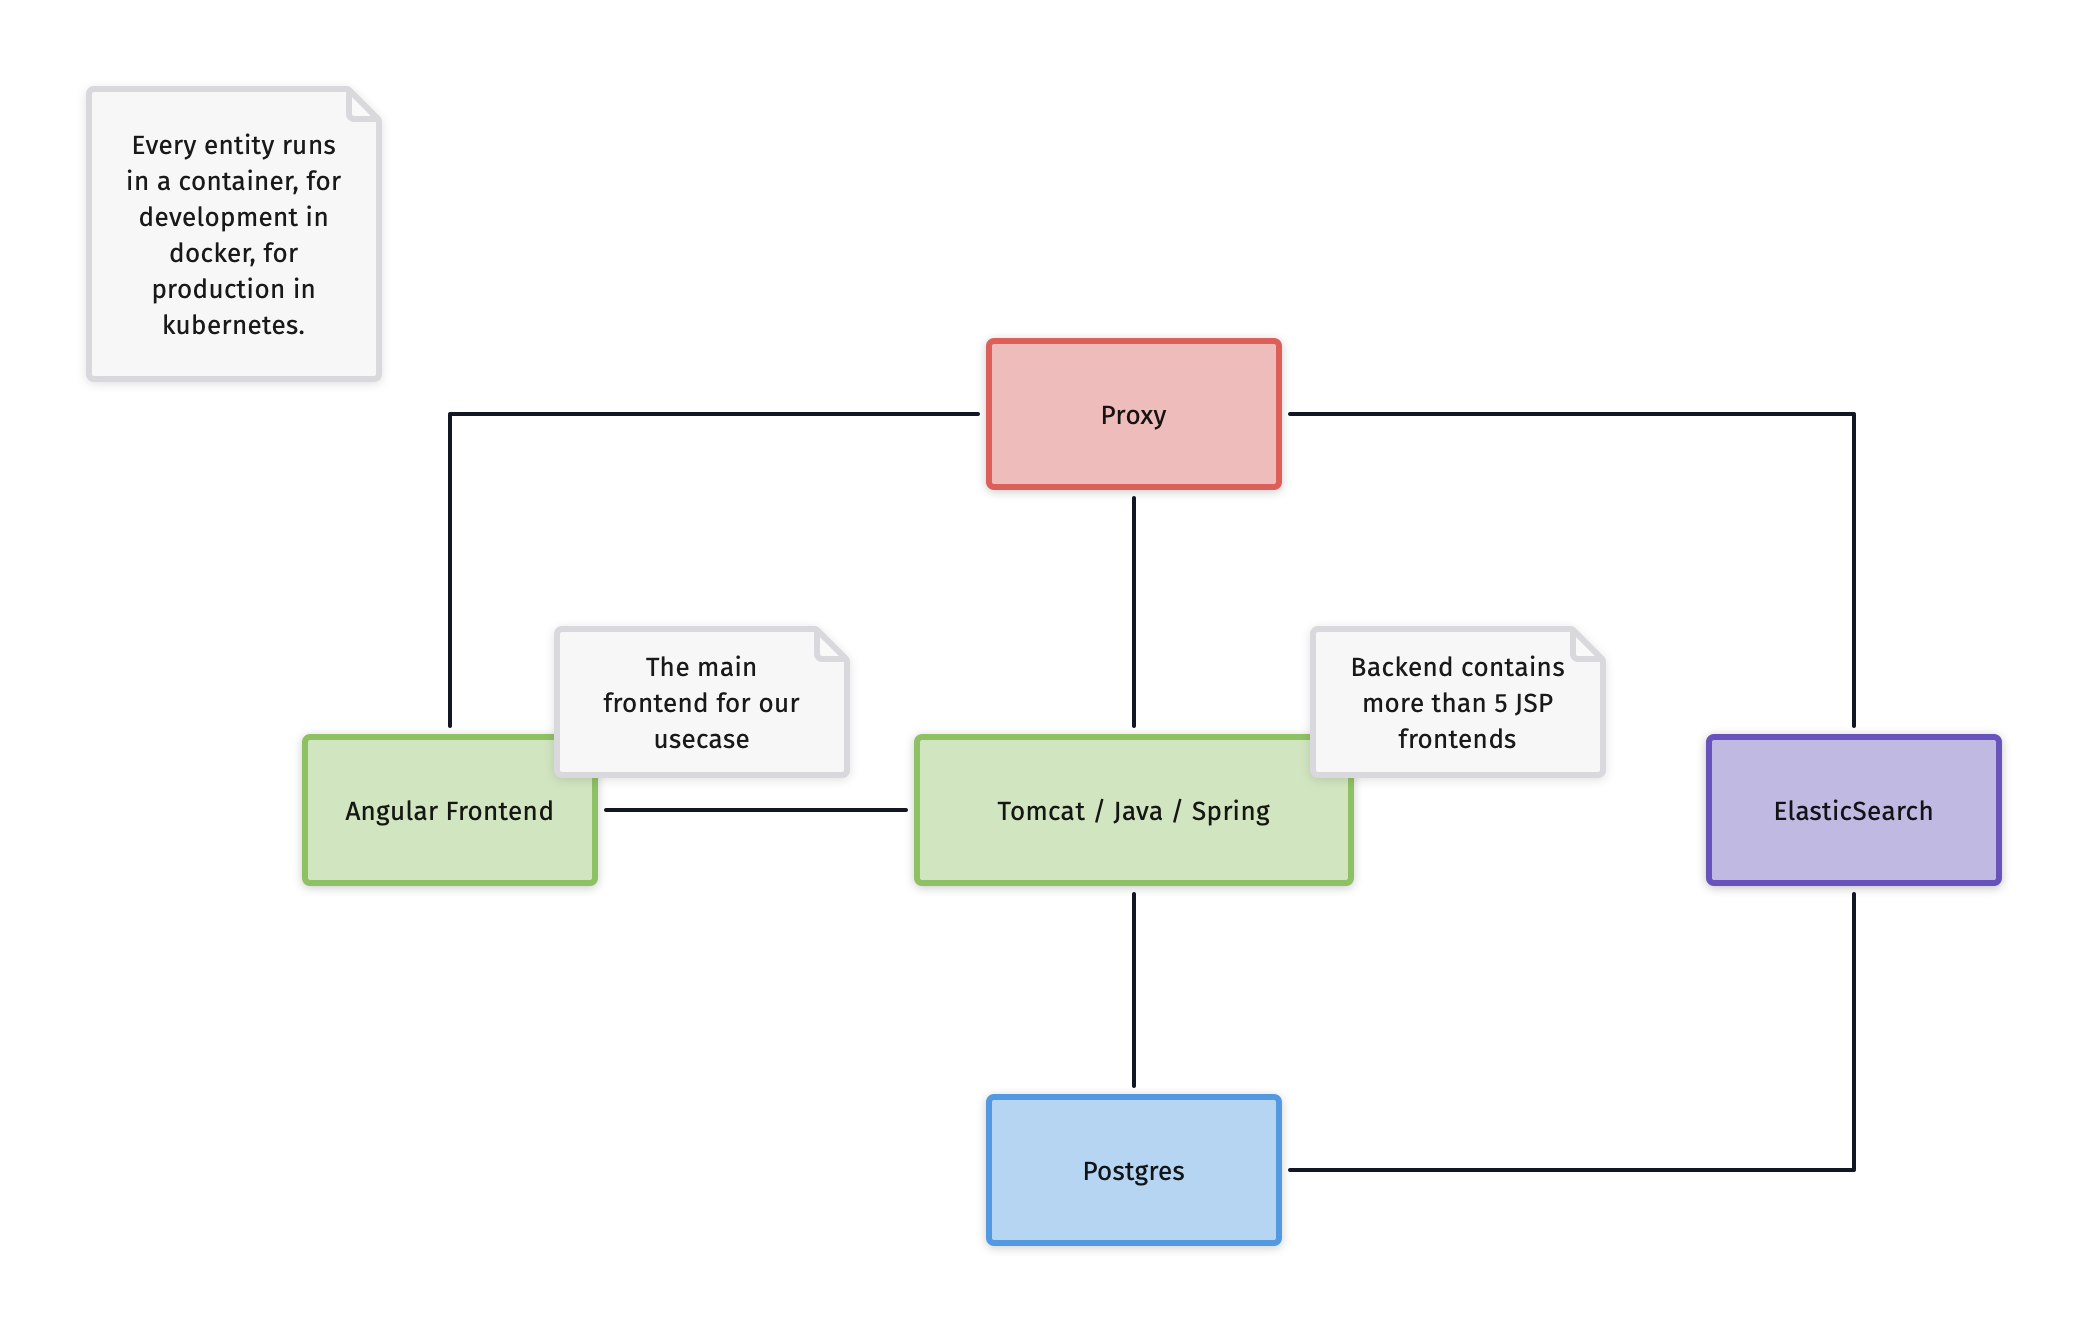 Every entity runs
in a container, for
development in
docker, for
production in
kubernetes.
Proxy
The main
frontend for our
usecase
Backend contains
more than 5 JSP
frontends
Angular Frontend
Tomcat / Java / Spring
ElasticSearch
Postgres